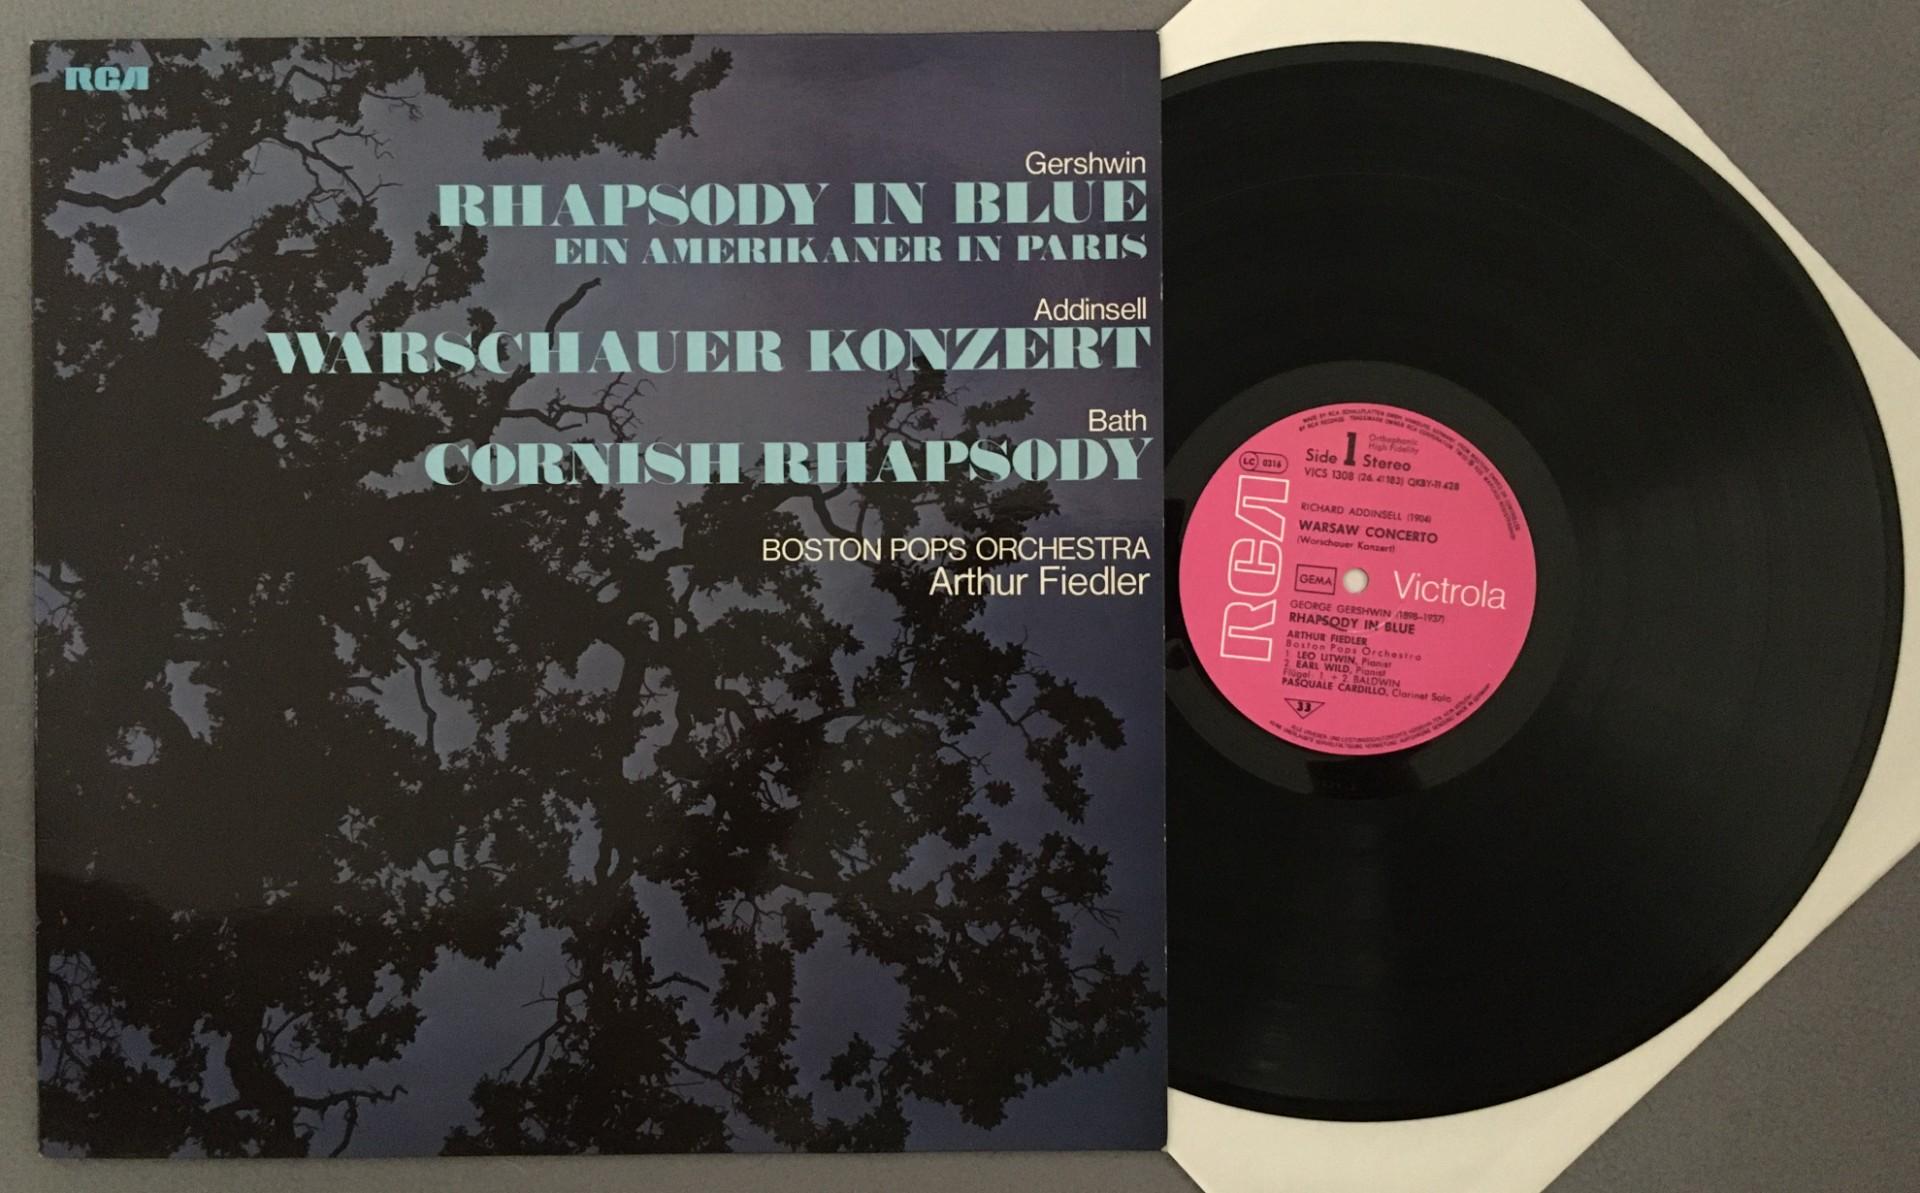 RCA
Gershwin
RHAPSODY IN BLUE
EIN AMERIKANER IN PARIS
Addinsell
WARSCHAUER KONZERT
Bath
CORNISH RHAPSODY
BOSTON POPS ORCHESTRA
Arthur Fiedler
LC 0316
Side 1 Stereo
Orthophonic
High Fidelity
VICS 1308 (26.41183) QKBY-11428
RICHARD ADDINSELL (1904)
WARSAW CONCERTO
(Warschauer Konzert)
GEMA
RCA Victrola
GEORGE GERSHWIN (1898-1937)
RHAPSODY IN BLUE
ARTHUR FIEDLER
Boston Pops Orchestra
1. LEO LITWIN, Pianist
2. EARL WILD, Pianist
Flügel: 1. + 2. BALDWIN
PASQUALE CARDILLO, Clarinet Solo
33